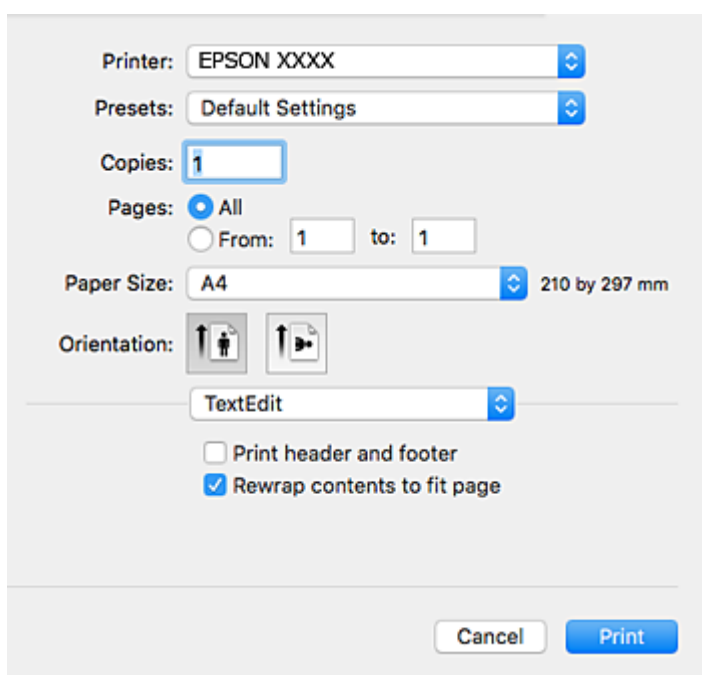 Printer: EPSON XXXX
Presets: Default Settings
Copies: 1
Pages: All
From: 1 to: 1
Paper Size: A4 210 by 297 mm
Orientation:
TextEdit
Print header and footer
Rewrap contents to fit page
Cancel Print